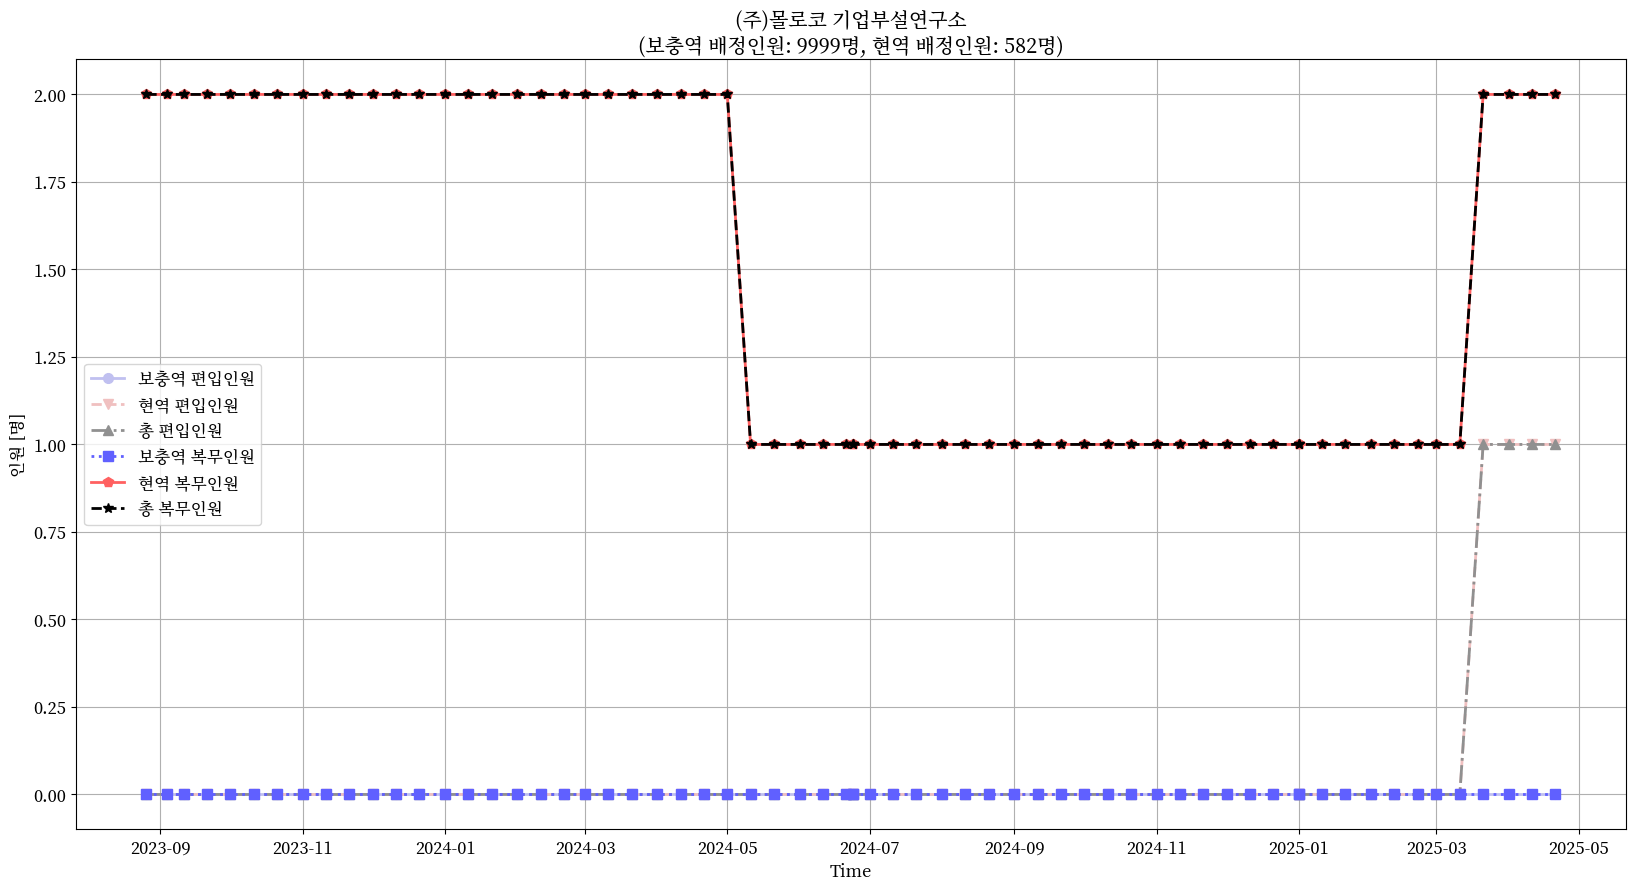 (주)몰로코 기업부설연구소
(보충역 배정인원: 9999명, 현역 배정인원: 582명)
2.00
1.75
1.50
1.25
1.00
0.75
0.50
0.25
0.00
인원 [명]
보충역 편입인원
현역 편입인원
총 편입인원
보충역 복무인원
현역 복무인원
총 복무인원
2023-09 2023-11 2024-01 2024-03 2024-05 2024-07 2024-09 2024-11 2025-01 2025-03 2025-05
Time